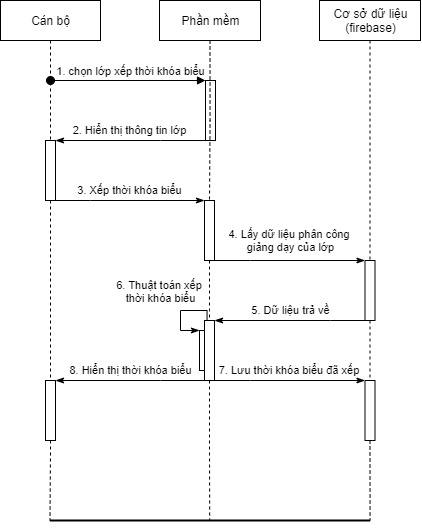 Cán bộ
Phần mềm
Cơ sở dữ liệu
(firebase)
1. chọn lớp xếp thời khóa biểu
2. Hiển thị thông tin lớp
3. Xếp thời khóa biểu
4. Lấy dữ liệu phân công
giảng dạy của lớp
6. Thuật toán xếp
thời khóa biểu
5. Dữ liệu trả về
8. Hiển thị thời khóa biểu
7. Lưu thời khóa biểu đã xếp